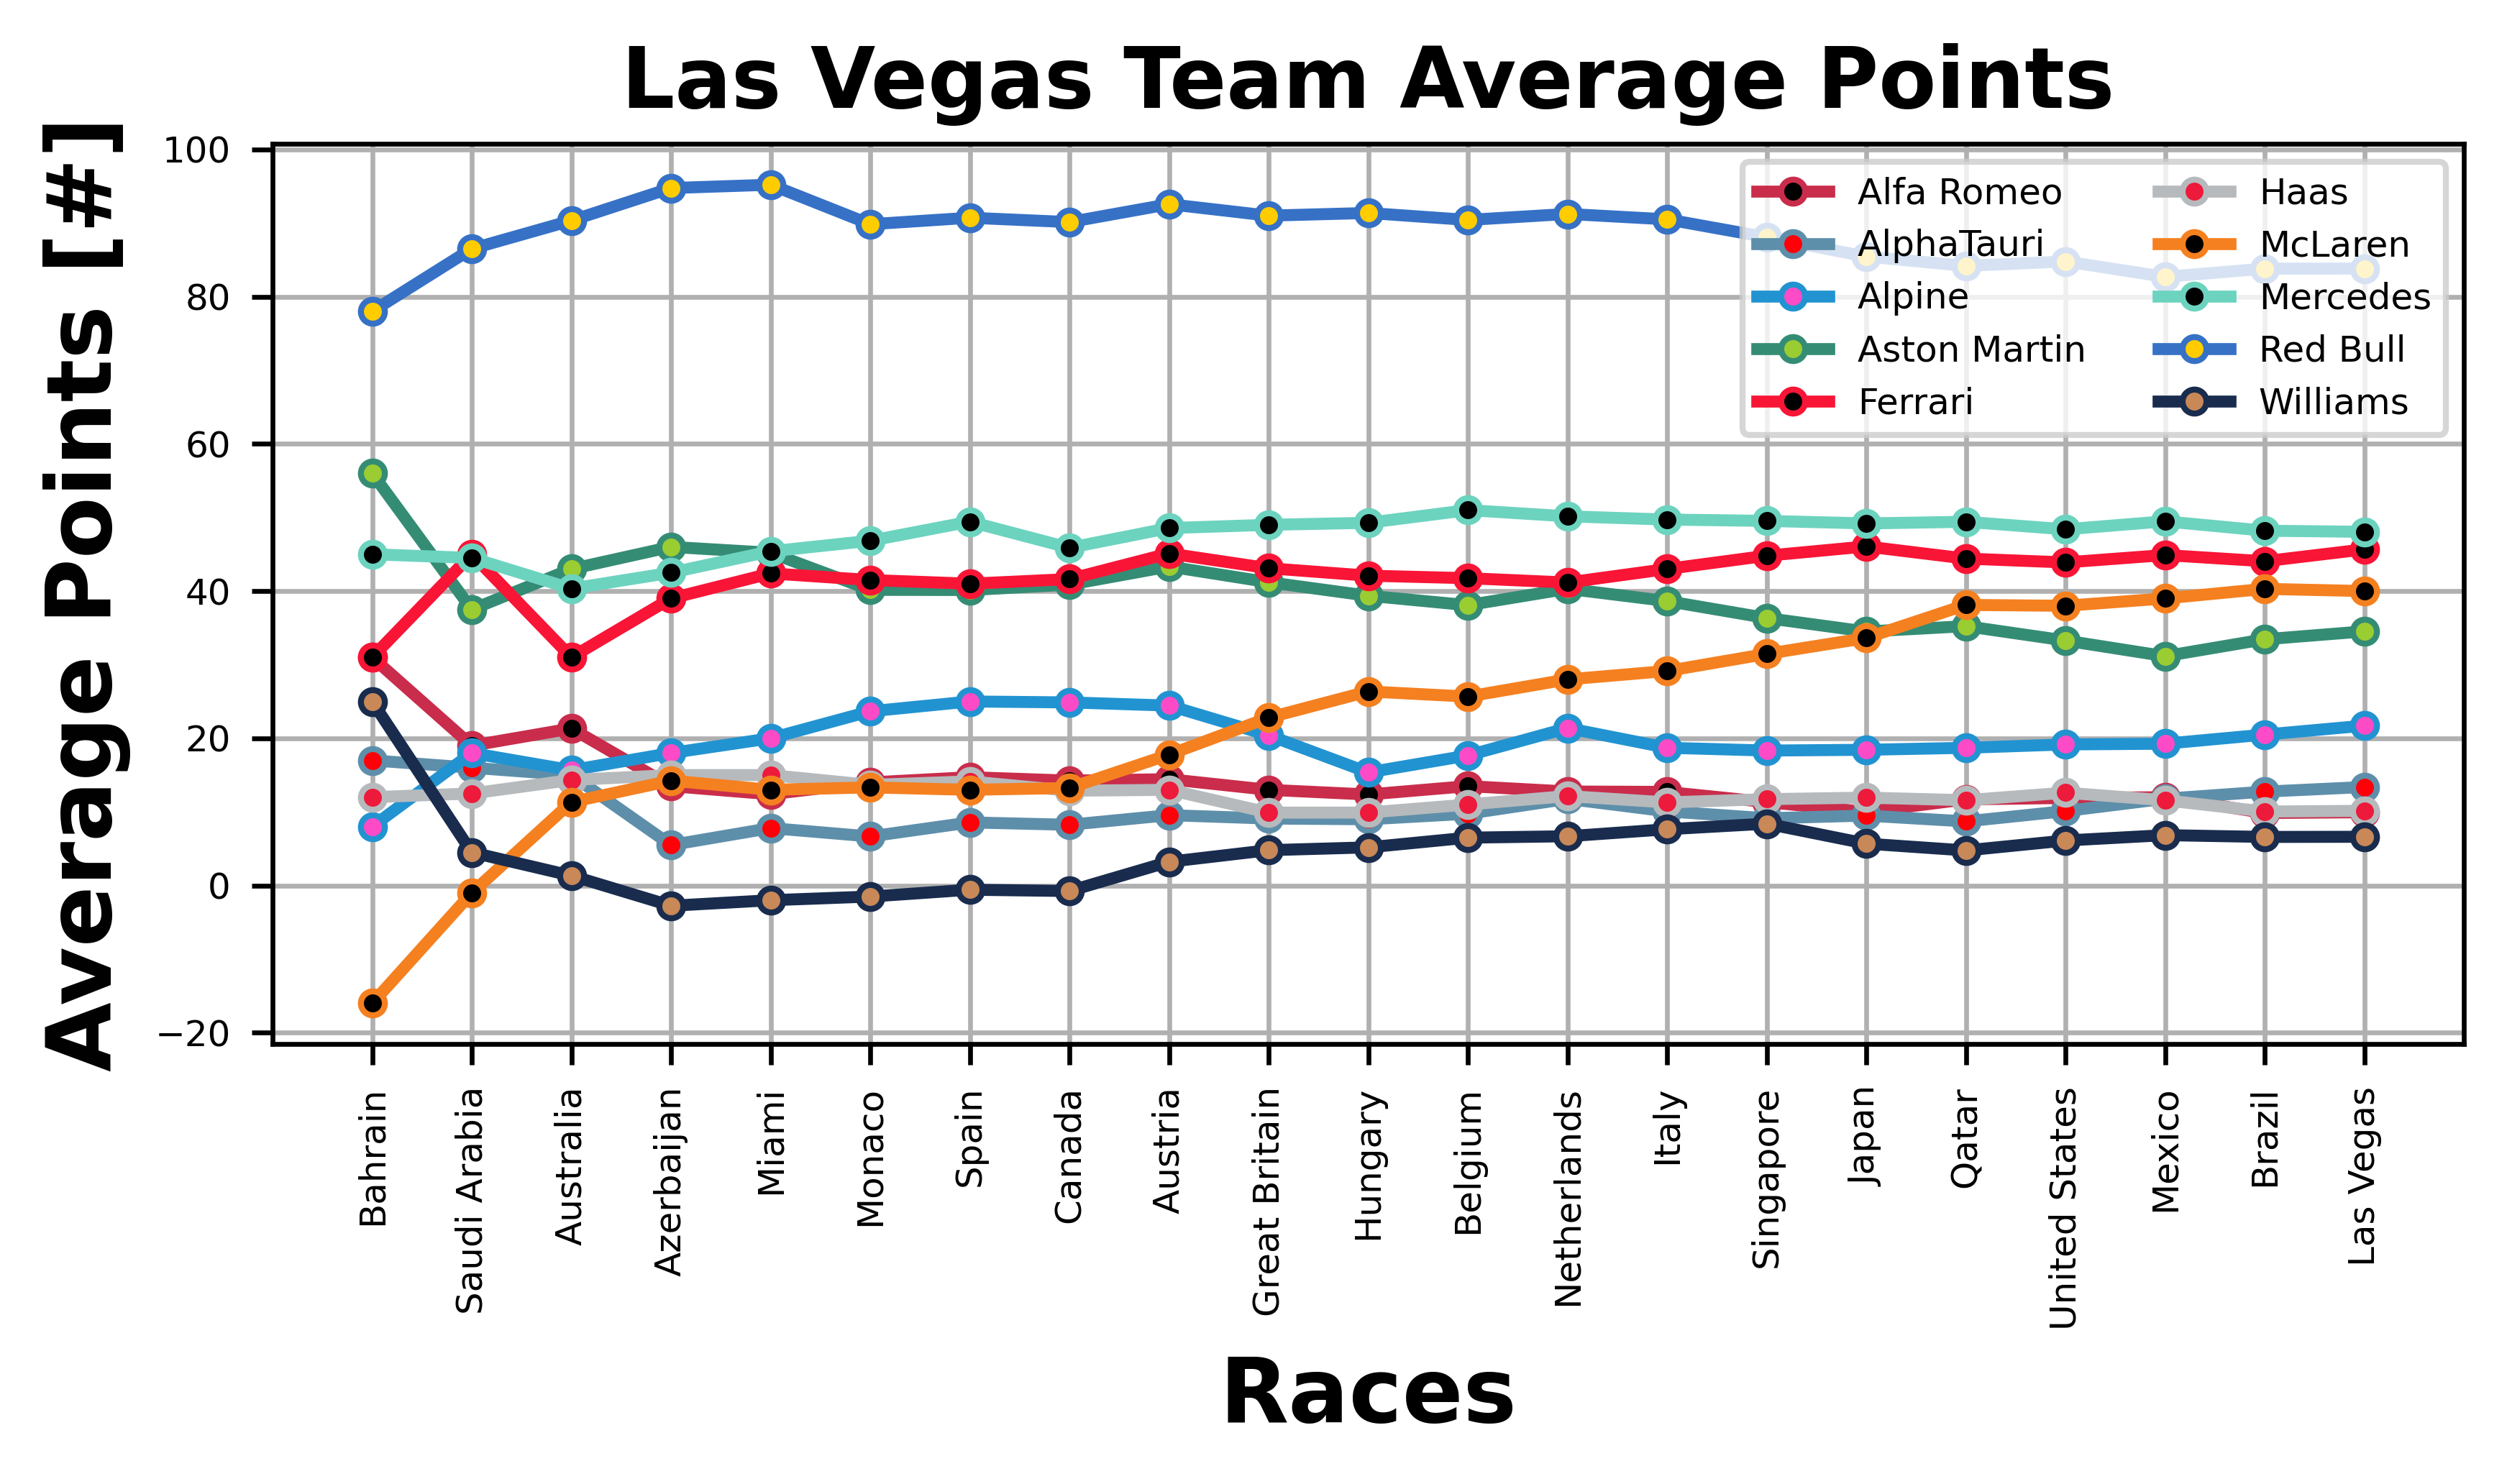 Las Vegas Team Average Points
Average Points [#]
100
80
60
40
20
0
−20
Alfa Romeo
AlphaTauri
Alpine
Aston Martin
Ferrari
Haas
McLaren
Mercedes
Red Bull
Williams
Bahrain
Saudi Arabia
Australia
Azerbaijan
Miami
Monaco
Spain
Canada
Austria
Great Britain
Hungary
Belgium
Netherlands
Italy
Singapore
Japan
Qatar
United States
Mexico
Brazil
Las Vegas
Races